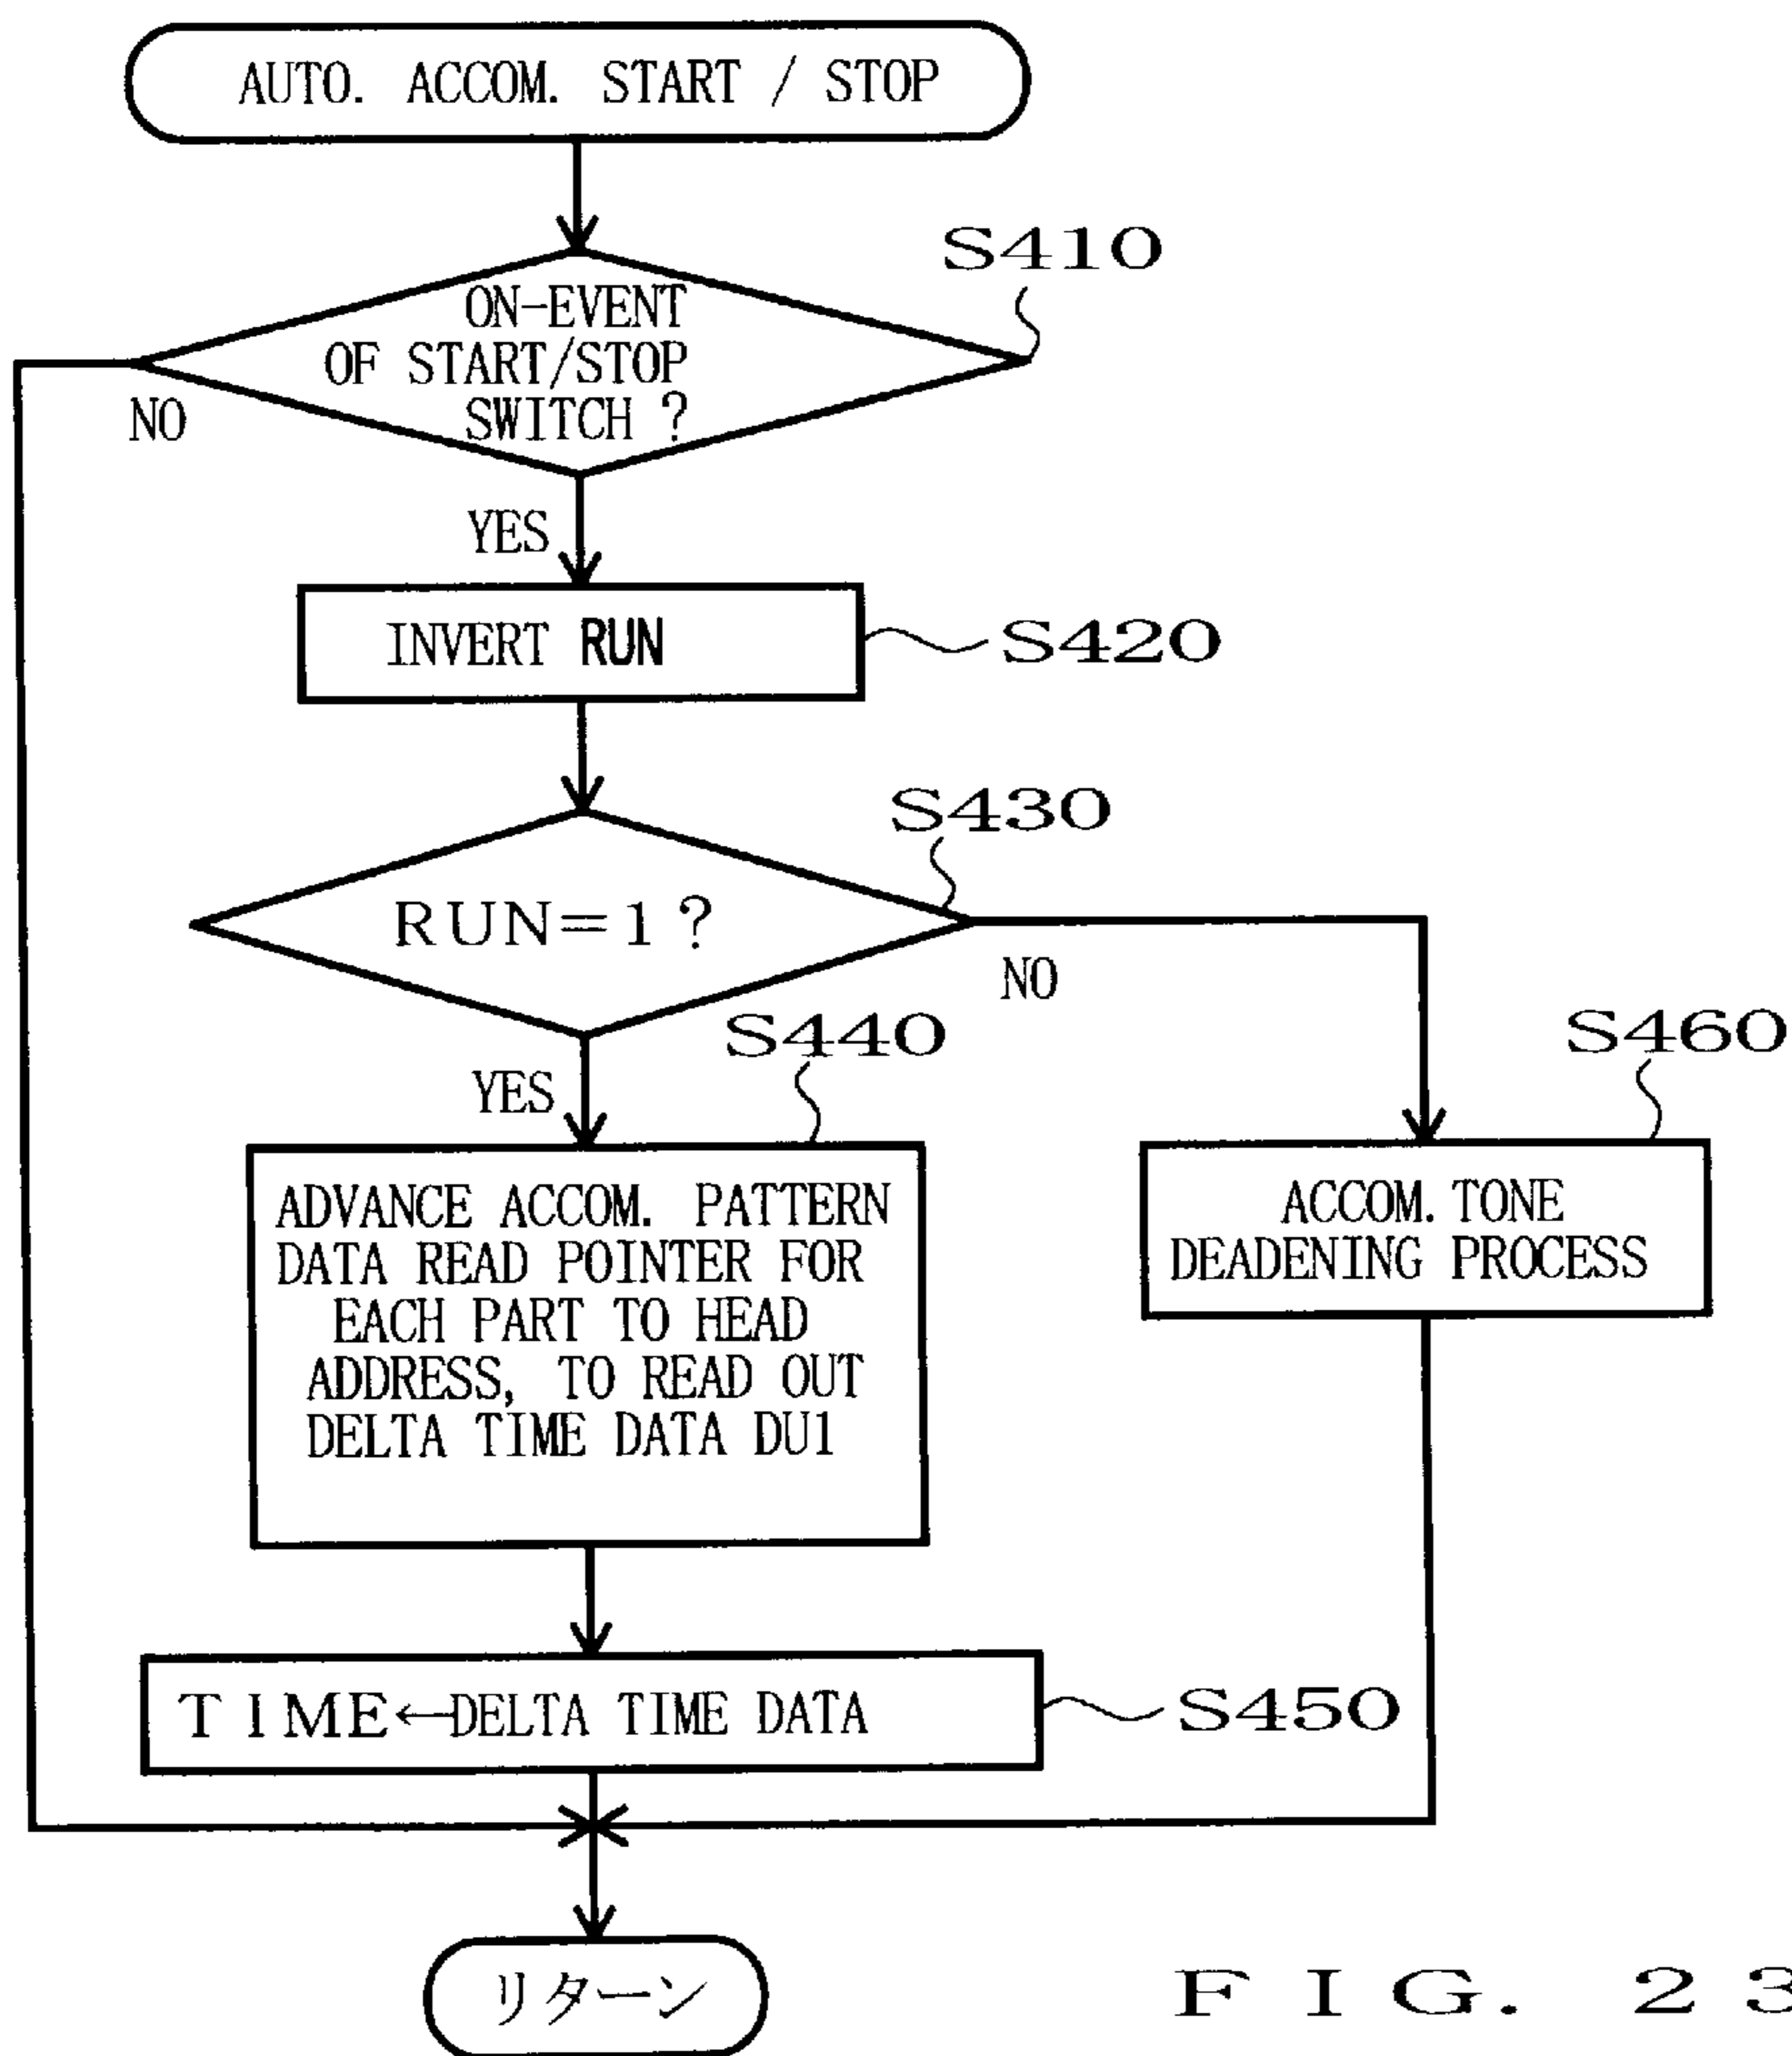 AUTO. ACCOM. START / STOP
S410
ON-EVENT
OF START/STOP
SWITCH ?
NO
YES
INVERT RUN
S420
S430
RUN=1?
NO
S440
S460
YES
ADVANCE ACCOM. PATTERN
DATA READ POINTER FOR
EACH PART TO HEAD
ADDRESS, TO READ OUT
DELTA TIME DATA DU1
ACCOM. TONE
DEADENING PROCESS
TIME←DELTA TIME DATA
S450
リターン
FIG. 23